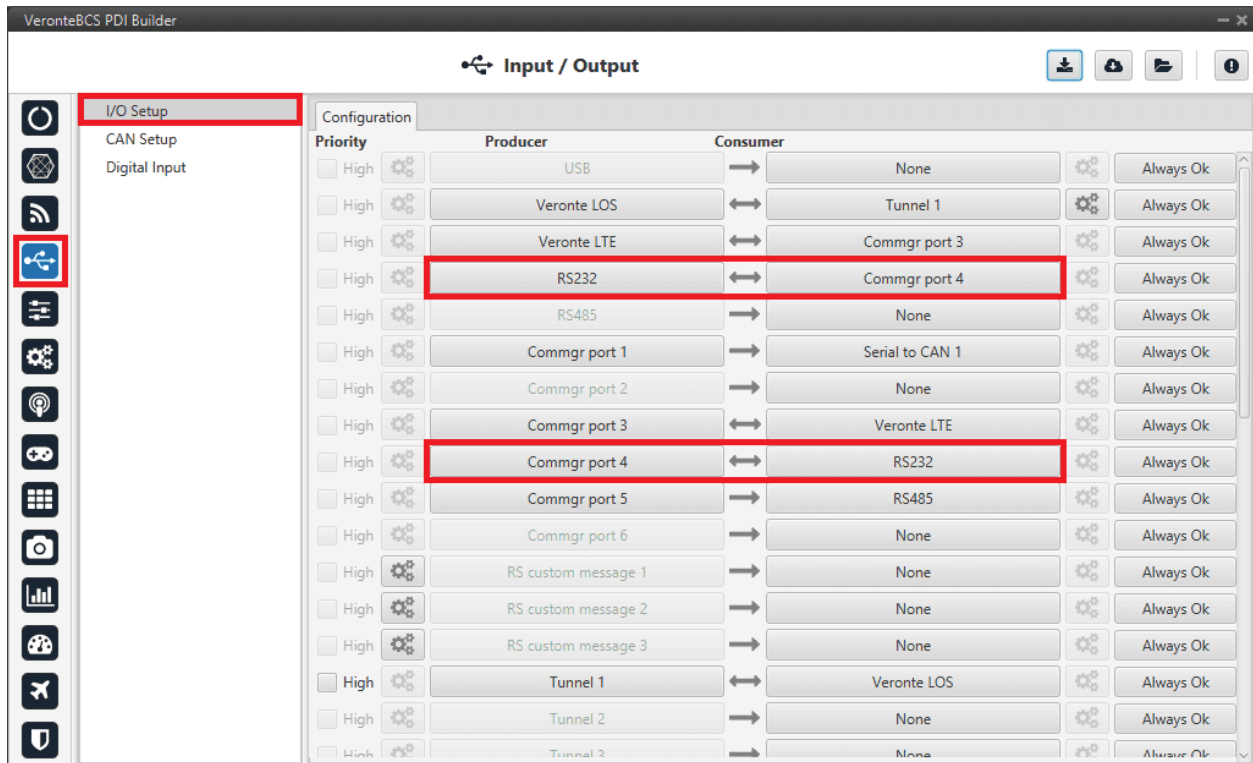 VeronteBCS PDI Builder
Input / Output
I/O Setup
CAN Setup
Digital Input
Configuration
Priority Producer Consumer
High USB None Always Ok
High Veronte LOS Tunnel 1 Always Ok
High Veronte LTE Commgr port 3 Always Ok
High RS232 Commgr port 4 Always Ok
High RS485 None Always Ok
High Commgr port 1 Serial to CAN 1 Always Ok
High Commgr port 2 None Always Ok
High Commgr port 3 Veronte LTE Always Ok
High Commgr port 4 RS232 Always Ok
High Commgr port 5 RS485 Always Ok
High Commgr port 6 None Always Ok
High RS custom message 1 None Always Ok
High RS custom message 2 None Always Ok
High RS custom message 3 None Always Ok
High Tunnel 1 Veronte LOS Always Ok
High Tunnel 2 None Always Ok
High Tunnel 3 None Always Ok